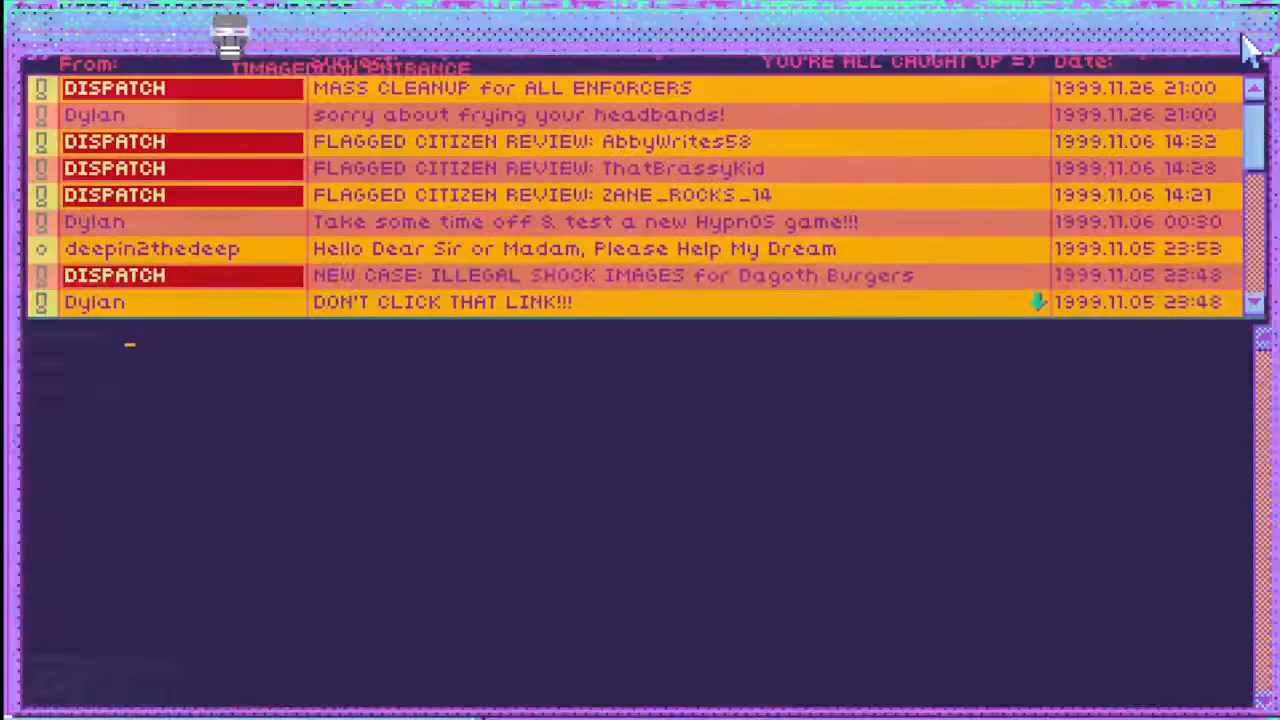 From: Subject: YOU'RE ALL CAUGHT UP =) Date:
TIMAGEDDON ENTRANCE
DISPATCH MASS CLEANUP for ALL ENFORCERS 1999.11.26 21:00
Dylan sorry about frying your headbands! 1999.11.26 21:00
DISPATCH FLAGGED CITIZEN REVIEW: AbbyWrites58 1999.11.06 14:32
DISPATCH FLAGGED CITIZEN REVIEW: ThatBrassyKid 1999.11.06 14:28
DISPATCH FLAGGED CITIZEN REVIEW: ZANE_ROCKS_14 1999.11.06 14:21
Dylan Take some time off & test a new HypnOS game!!! 1999.11.06 00:30
deepin2thedeep Hello Dear Sir or Madam, Please Help My Dream 1999.11.05 23:53
DISPATCH NEW CASE: ILLEGAL SHOCK IMAGES for Dagoth Burgers 1999.11.05 23:48
Dylan DON'T CLICK THAT LINK!!! 1999.11.05 23:48